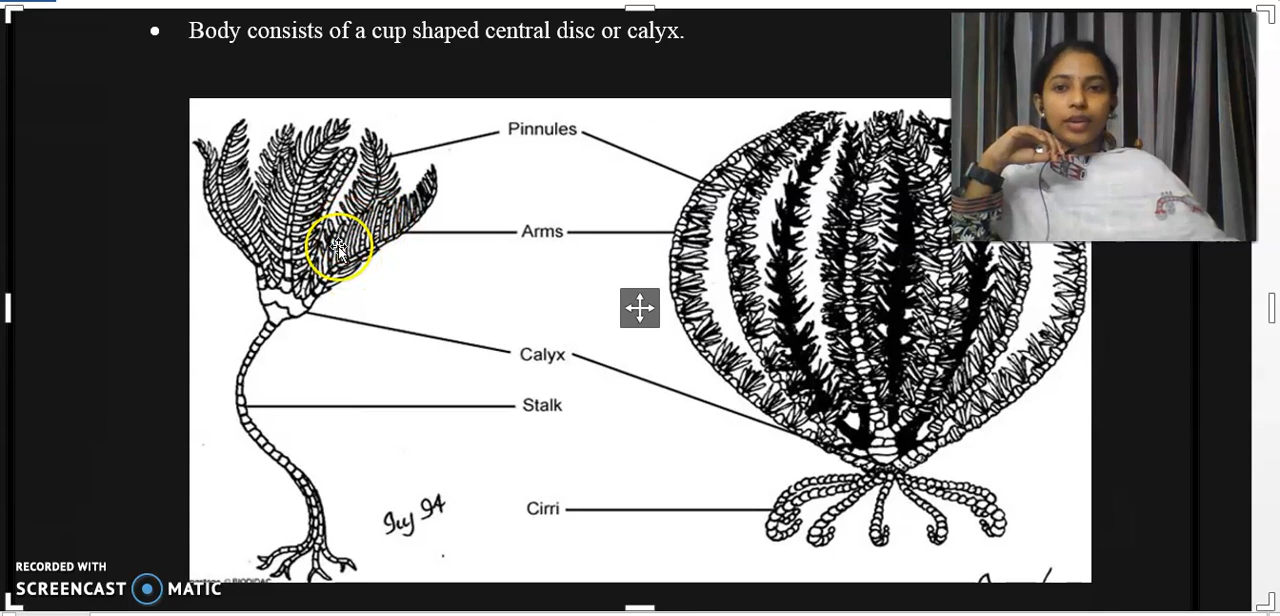 Body consists of a cup shaped central disc or calyx.
Pinnules
Arms
Calyx
Stalk
Cirri
94
RECORDED WITH
SCREENCAST MATIC